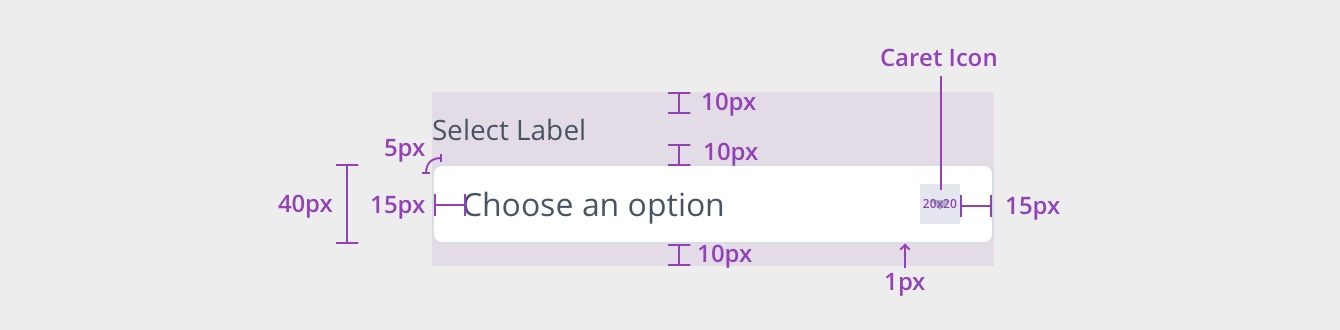 Caret Icon
10px
Select Label
5px
10px
40px
15px
Choose an option
20x20
15px
10px
1px